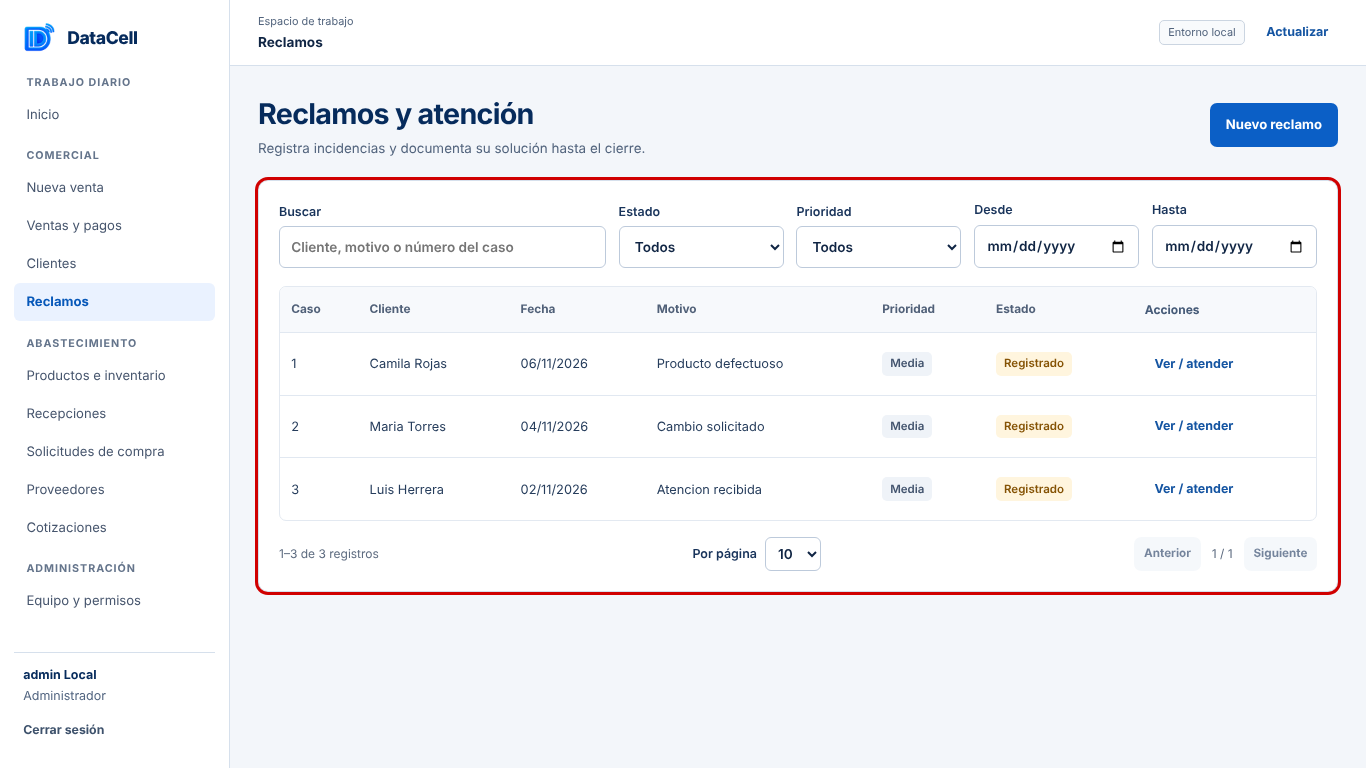 DataCell
TRABAJO DIARIO
Inicio
COMERCIAL
Nueva venta
Ventas y pagos
Clientes
Reclamos
ABASTECIMIENTO
Productos e inventario
Recepciones
Solicitudes de compra
Proveedores
Cotizaciones
ADMINISTRACIÓN
Equipo y permisos
admin Local
Administrador
Cerrar sesión
Espacio de trabajo
Reclamos
Entorno local
Actualizar
Reclamos y atención
Registra incidencias y documenta su solución hasta el cierre.
Nuevo reclamo
Buscar Estado Prioridad Desde Hasta
Cliente, motivo o número del caso Todos Todos mm/dd/yyyy mm/dd/yyyy
Caso Cliente Fecha Motivo Prioridad Estado Acciones
1 Camila Rojas 06/11/2026 Producto defectuoso Media Registrado Ver / atender
2 Maria Torres 04/11/2026 Cambio solicitado Media Registrado Ver / atender
3 Luis Herrera 02/11/2026 Atencion recibida Media Registrado Ver / atender
1–3 de 3 registros Por página 10 Anterior 1 / 1 Siguiente